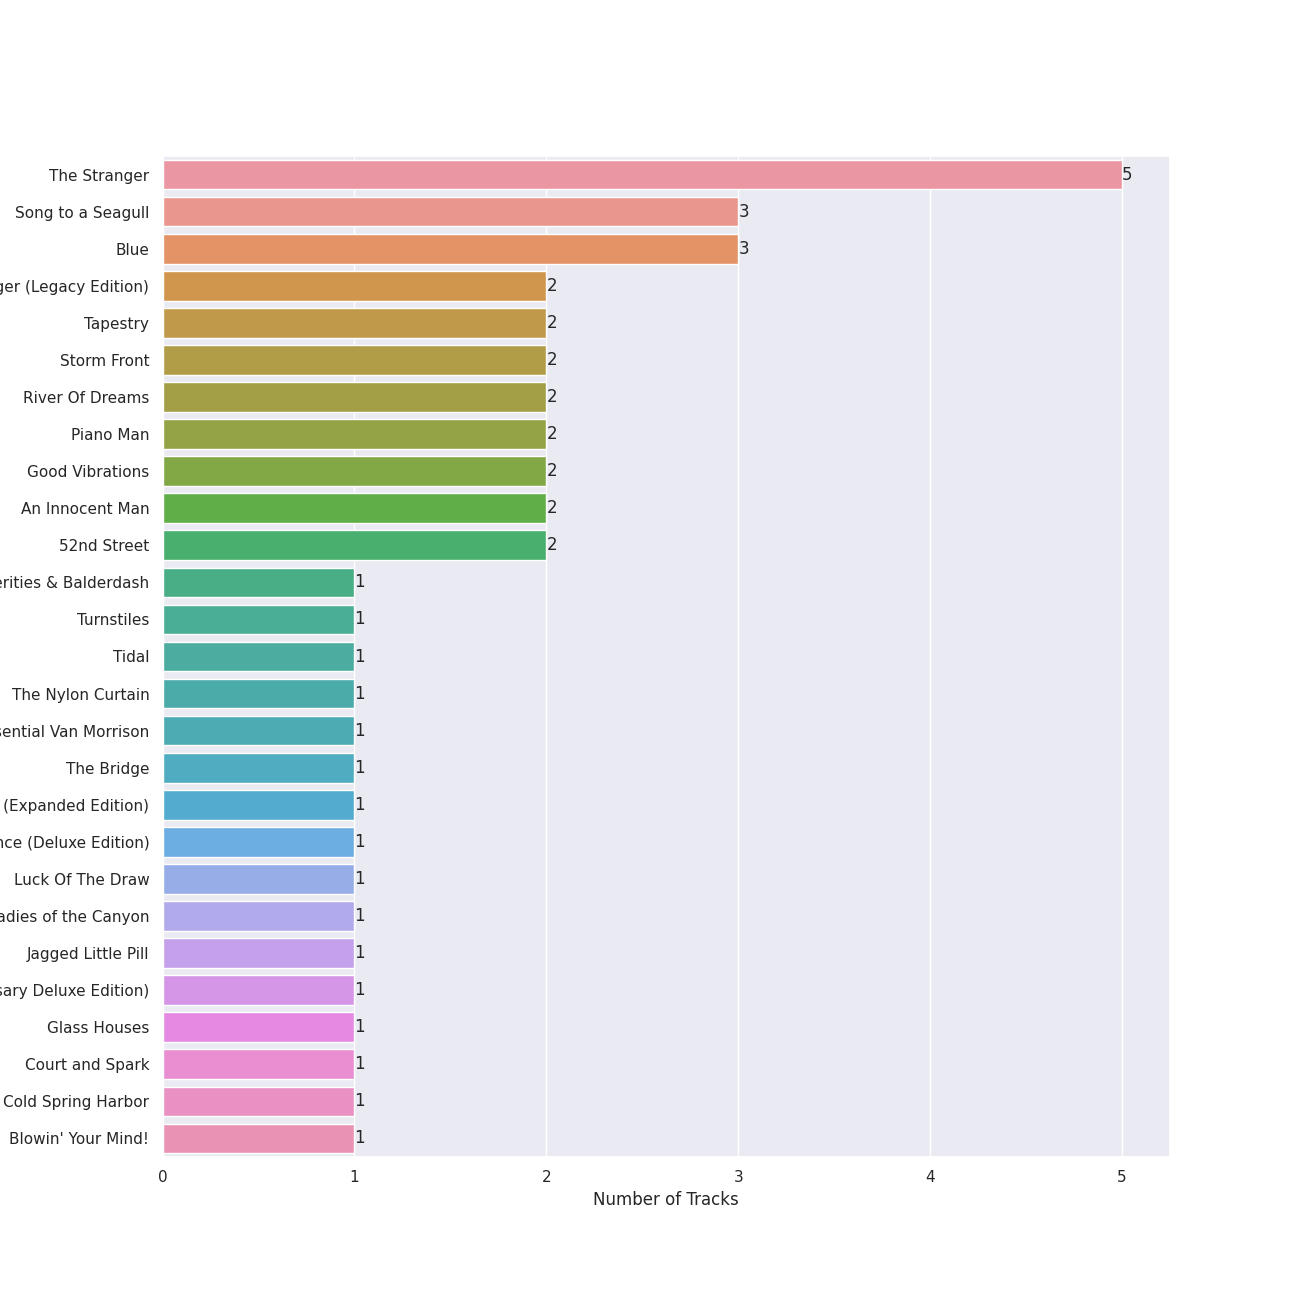 The Stranger 5
Song to a Seagull 3
Blue 3
ger (Legacy Edition) 2
Tapestry 2
Storm Front 2
River Of Dreams 2
Piano Man 2
Good Vibrations 2
An Innocent Man 2
52nd Street 2
erities & Balderdash 1
Turnstiles 1
Tidal 1
The Nylon Curtain 1
sential Van Morrison 1
The Bridge 1
(Expanded Edition) 1
nce (Deluxe Edition) 1
Luck Of The Draw 1
adies of the Canyon 1
Jagged Little Pill 1
sary Deluxe Edition) 1
Glass Houses 1
Court and Spark 1
Cold Spring Harbor 1
Blowin' Your Mind! 1
0 1 2 3 4 5
Number of Tracks